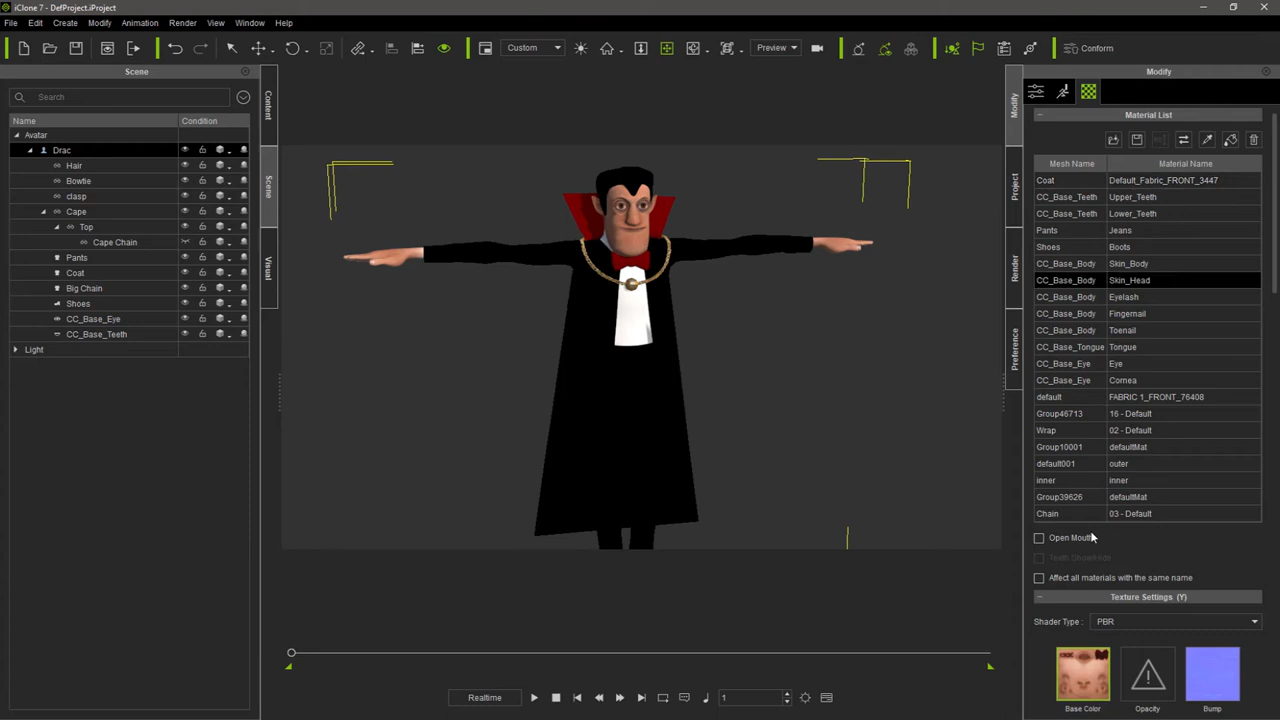 iClone 7 - DefProject.iProject
File Edit Create Modify Animation Render View Window Help
Custom Preview Conform
Scene
Search
Name Condition
Avatar
Drac
Hair
Bowtie
clasp
Cape
Top
Cape Chain
Pants
Coat
Big Chain
Shoes
CC_Base_Eye
CC_Base_Teeth
Light
Content
Scene
Visual
Realtime
1
Modify
Project
Render
Preference
Modify
Material List
Mesh Name Material Name
Coat Default_Fabric_FRONT_3447
CC_Base_Teeth Upper_Teeth
CC_Base_Teeth Lower_Teeth
Pants Jeans
Shoes Boots
CC_Base_Body Skin_Body
CC_Base_Body Skin_Head
CC_Base_Body Eyelash
CC_Base_Body Fingernail
CC_Base_Body Toenail
CC_Base_Tongue Tongue
CC_Base_Eye Eye
CC_Base_Eye Cornea
default FABRIC 1_FRONT_76408
Group46713 16 - Default
Wrap 02 - Default
Group10001 defaultMat
default001 outer
inner inner
Group39626 defaultMat
Chain 03 - Default
Open Mouth
Teeth Show/Hide
Affect all materials with the same name
Texture Settings (Y)
Shader Type : PBR
Base Color Opacity Bump